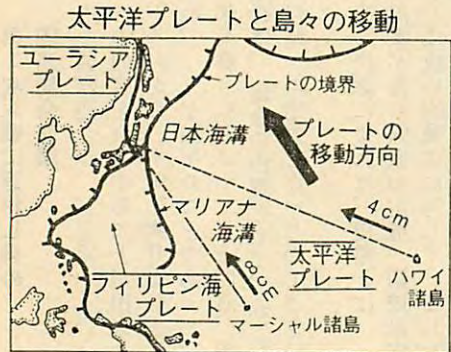 太平洋プレートと島々の移動
ユーラシア
プレート
プレートの境界
日本海溝
プレートの
移動方向
マリアナ
海溝
4cm
8cm
太平洋
プレート
ハワイ
諸島
フィリピン海
プレート
マーシャル諸島